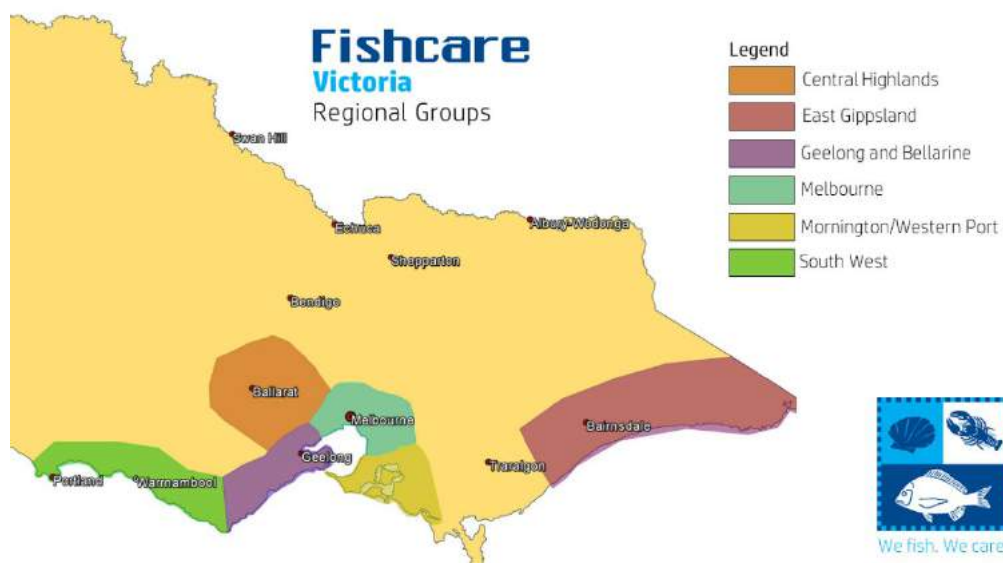 Fishcare
Victoria
Regional Groups
Legend
Central Highlands
East Gippsland
Geelong and Bellarine
Melbourne
Mornington/Western Port
South West
Swan Hill
Echuca
Albury-Wodonga
Shepparton
Bendigo
Ballarat
Melbourne
Bairnsdale
Geelong
Traralgon
Portland
Warrnambool
We fish. We care